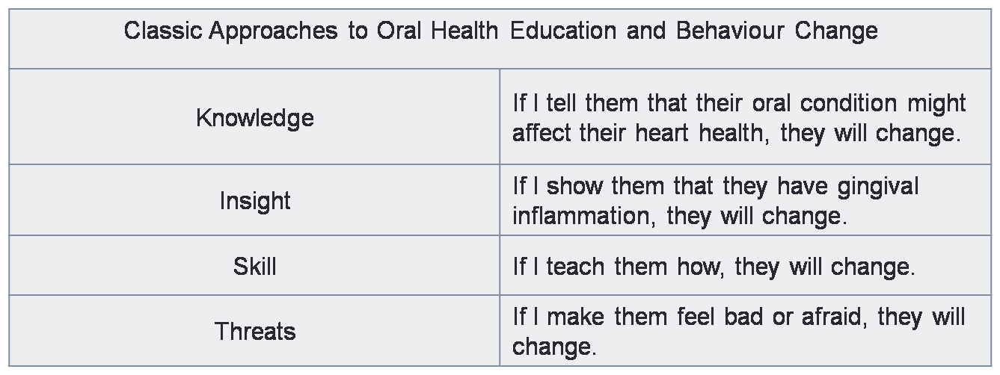 Classic Approaches to Oral Health Education and Behaviour Change
Knowledge
If I tell them that their oral condition might
affect their heart health, they will change.
Insight
If I show them that they have gingival
inflammation, they will change.
Skill
If I teach them how, they will change.
Threats
If I make them feel bad or afraid, they will
change.